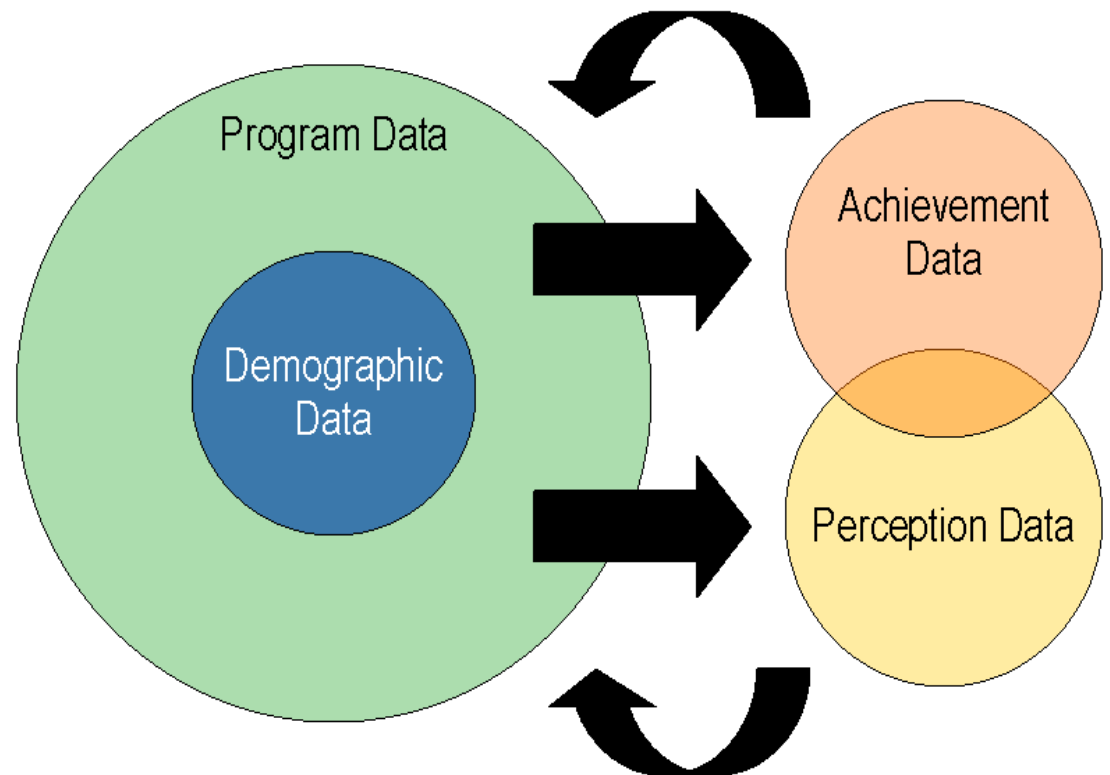 Program Data
Demographic
Data
Achievement
Data
Perception Data